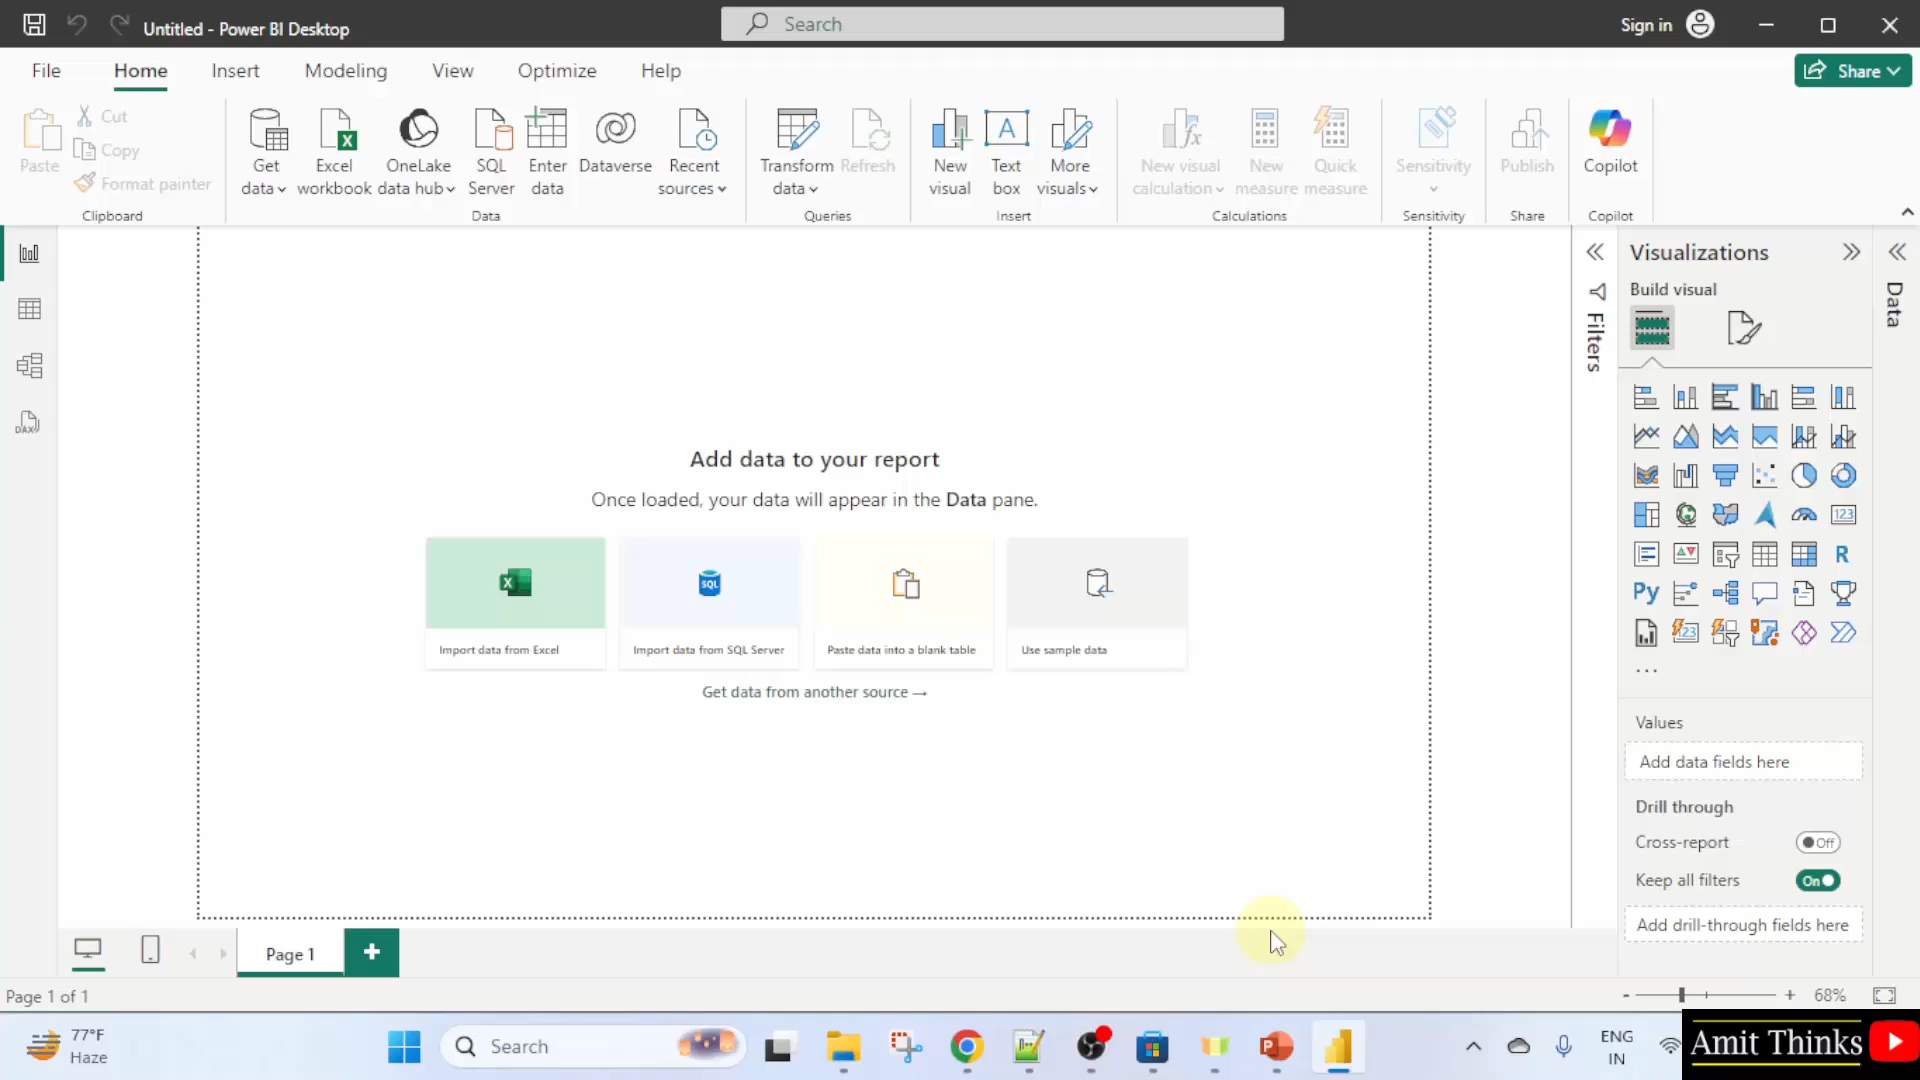 Untitled - Power BI Desktop
Search
Sign in
File
Home
Insert
Modeling
View
Optimize
Help
Share
Paste
Cut
Copy
Format painter
Clipboard
Get data
Excel workbook
OneLake data hub
SQL Server
Enter data
Dataverse
Recent sources
Data
Transform data
Refresh
Queries
New visual
Text box
More visuals
Insert
New visual calculation
New measure
Quick measure
Calculations
Sensitivity
Sensitivity
Publish
Share
Copilot
Copilot
DAX
Add data to your report
Once loaded, your data will appear in the Data pane.
SQL
Import data from Excel
Import data from SQL Server
Paste data into a blank table
Use sample data
Get data from another source →
Filters
Visualizations
Build visual
123
R
Py
123
...
Values
Add data fields here
Drill through
Cross-report
Off
Keep all filters
On
Add drill-through fields here
Data
Page 1
Page 1 of 1
- + 68%
77°F
Haze
Search
ENG
IN
Amit Thinks